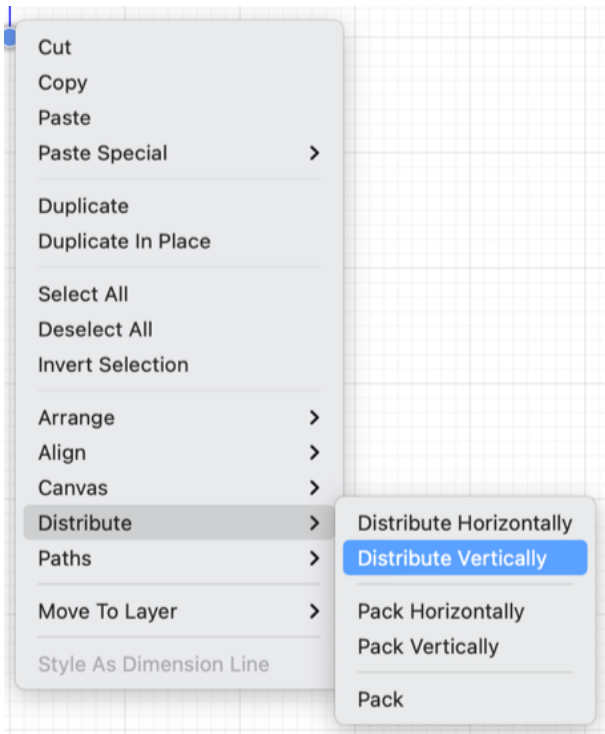 Cut
Copy
Paste
Paste Special
Duplicate
Duplicate In Place
Select All
Deselect All
Invert Selection
Arrange
Align
Canvas
Distribute
Paths
Move To Layer
Style As Dimension Line
Distribute Horizontally
Distribute Vertically
Pack Horizontally
Pack Vertically
Pack